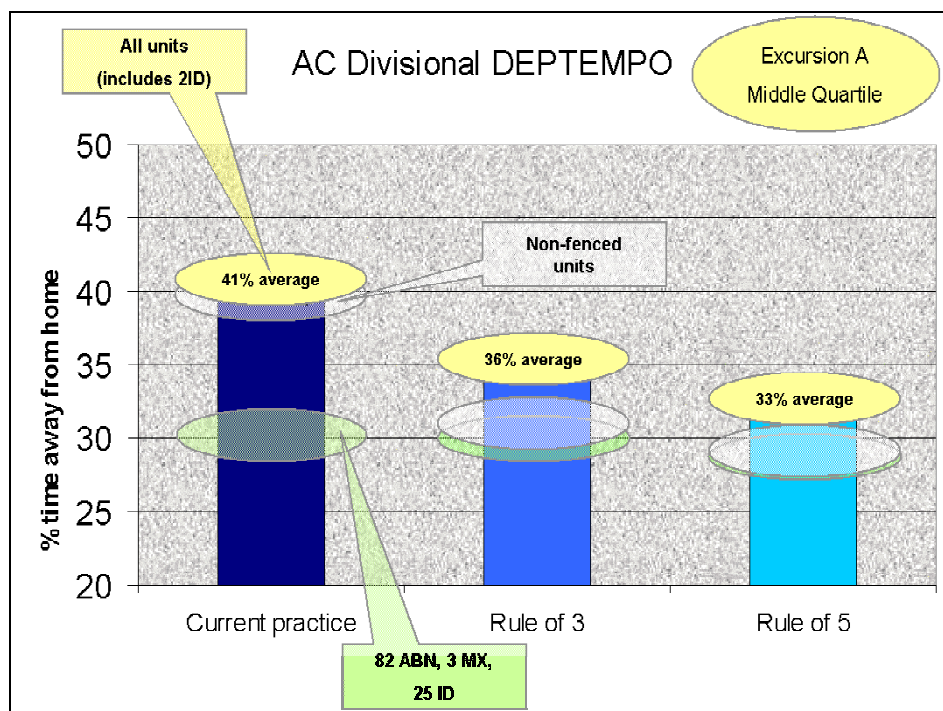 All units
(includes 2ID)
AC Divisional DEPTEMPO
Excursion A
Middle Quartile
% time away from home
50
45
40
35
30
25
20
Non-fenced
units
41% average
36% average
33% average
Current practice
Rule of 3
Rule of 5
82 ABN, 3 MX,
25 ID